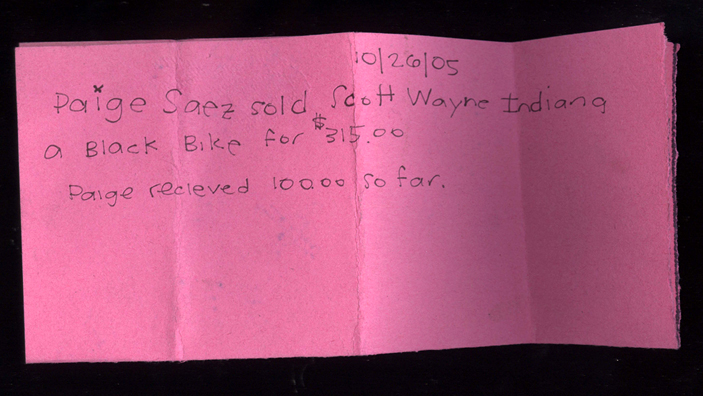 10/26/05
Paige Saez sold Scott Wayne Indiana
a Black Bike for $315.00
Paige recieved 100.00 so far.